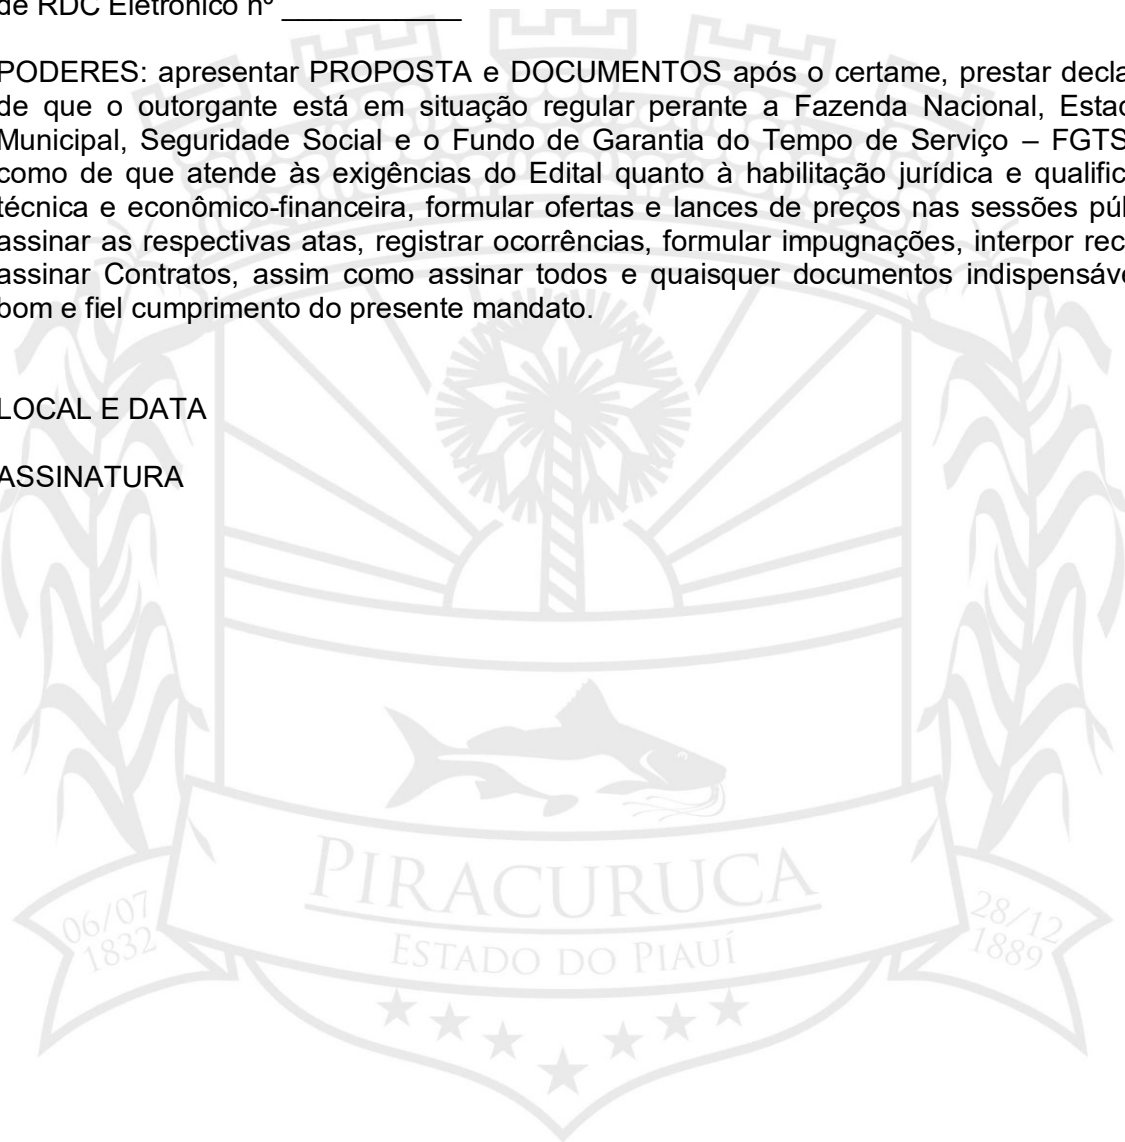 de RDC Eletrônico nº ___________
PODERES: apresentar PROPOSTA e DOCUMENTOS após o certame, prestar decla
de que o outorgante está em situação regular perante a Fazenda Nacional, Estad
Municipal, Seguridade Social e o Fundo de Garantia do Tempo de Serviço – FGTS
como de que atende às exigências do Edital quanto à habilitação jurídica e qualific
técnica e econômico-financeira, formular ofertas e lances de preços nas sessões púl
assinar as respectivas atas, registrar ocorrências, formular impugnações, interpor rec
assinar Contratos, assim como assinar todos e quaisquer documentos indispensáve
bom e fiel cumprimento do presente mandato.
LOCAL E DATA
ASSINATURA
PIRACURUCA
ESTADO DO PIAUÍ
06/07
1832
28/12
1889